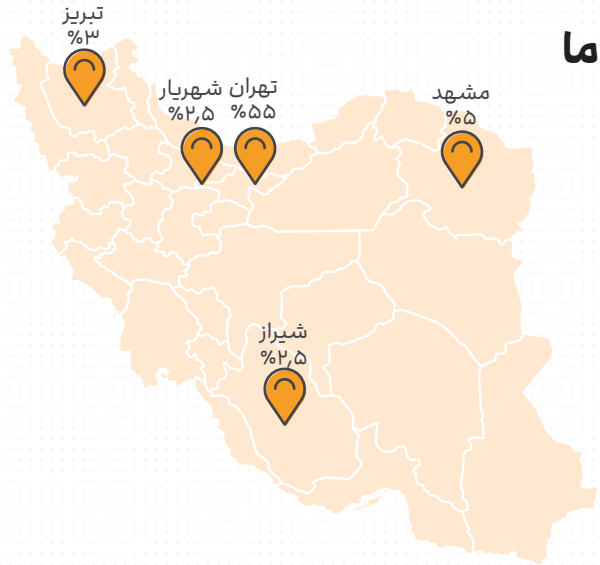 ما
تبریز
%۳
تهران
%۵۵
شهریار
%۲٫۵
مشهد
%۵
شیراز
%۲٫۵